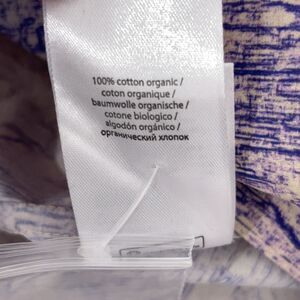 100% cotton organic /
coton organique /
baumwolle organische /
cotone biologico /
algodón orgánico /
органический хлопок